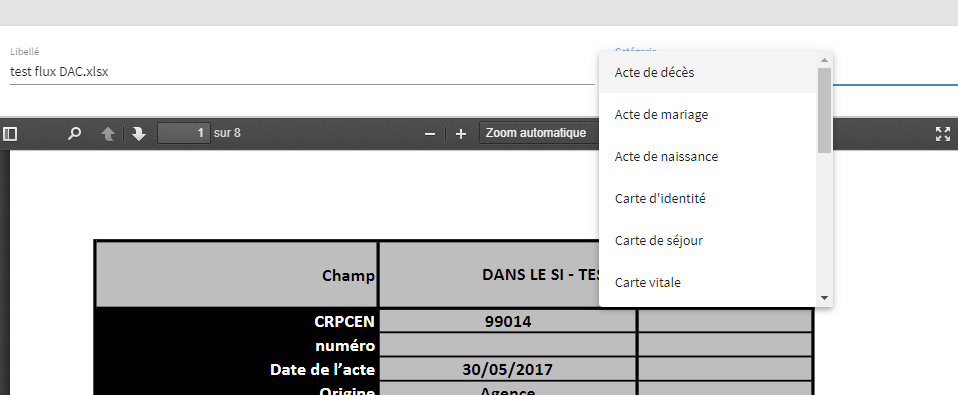 Libellé
test flux DAC.xlsx
Catégorie
Acte de décès
Acte de mariage
Acte de naissance
Carte d'identité
Carte de séjour
Carte vitale
1 sur 8
Zoom automatique
Champ
DANS LE SI - TES
CRPCEN
99014
numéro
Date de l’acte
30/05/2017
Origine
Agence